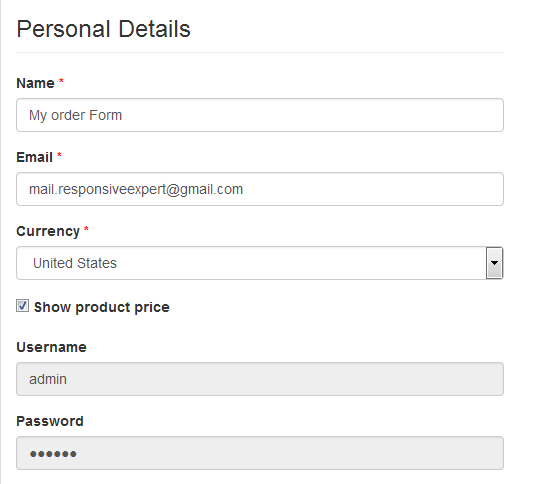 Personal Details
Name *
My order Form
Email *
mail.responsiveexpert@gmail.com
Currency *
United States
Show product price
Username
admin
Password
●●●●●●